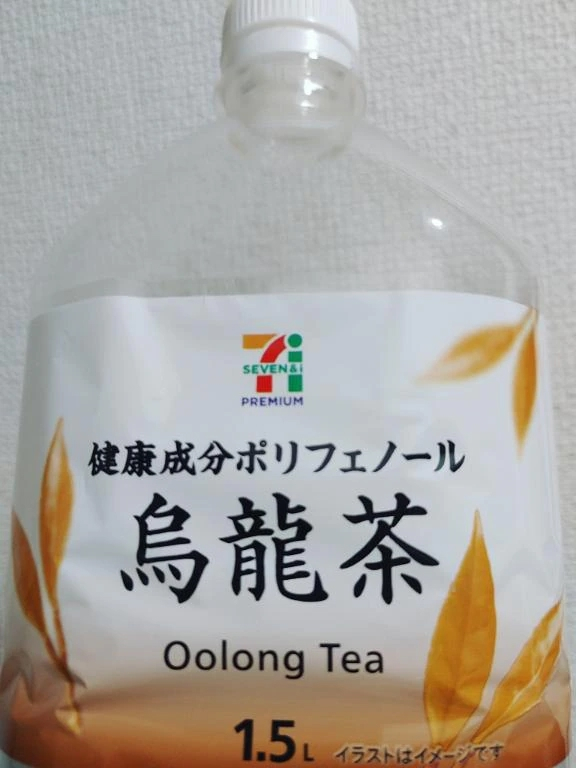 SEVEN&i
PREMIUM
健康成分ポリフェノール
烏龍茶
Oolong Tea
1.5L
イラストはイメージです